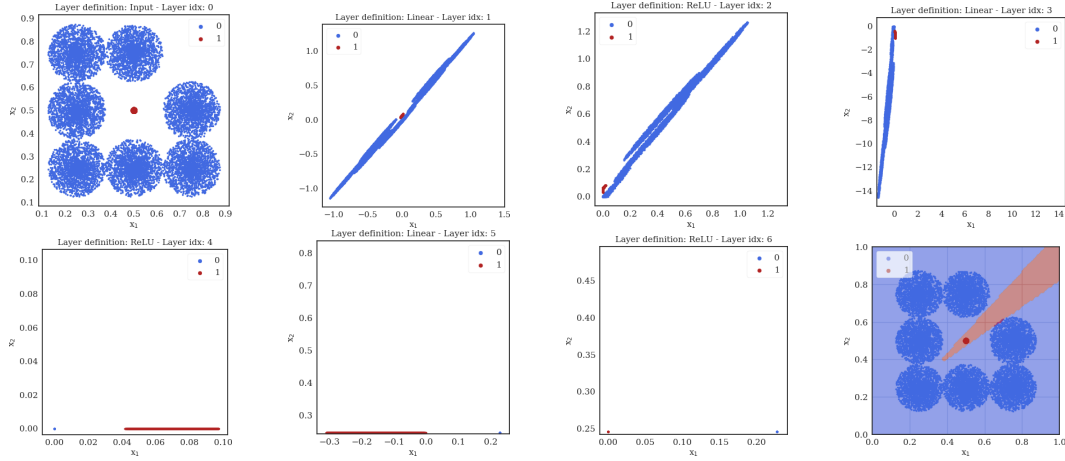 Layer definition: Input - Layer idx: 0
0.9
0.8
0.7
0.6
0.5
0.4
0.3
0.2
0.1
x₂
0
1
0.1 0.2 0.3 0.4 0.5 0.6 0.7 0.8 0.9
x₁
Layer definition: Linear - Layer idx: 1
1.0
0.5
0.0
−0.5
−1.0
x₂
0
1
−1.0 −0.5 0.0 0.5 1.0 1.5
x₁
Layer definition: ReLU - Layer idx: 2
1.2
1.0
0.8
0.6
0.4
0.2
0.0
x₂
0
1
0.0 0.2 0.4 0.6 0.8 1.0 1.2
x₁
Layer definition: Linear - Layer idx: 3
0
−2
−4
−6
−8
−10
−12
−14
x₂
0
1
0 2 4 6 8 10 12 14
x₁
Layer definition: ReLU - Layer idx: 4
0.10
0.08
0.06
0.04
0.02
0.00
x₂
0
1
0.00 0.02 0.04 0.06 0.08 0.10
x₁
Layer definition: Linear - Layer idx: 5
0.8
0.7
0.6
0.5
0.4
0.3
x₂
0
1
−0.3 −0.2 −0.1 0.0 0.1 0.2
x₁
Layer definition: ReLU - Layer idx: 6
0.45
0.40
0.35
0.30
0.25
x₂
0
1
0.00 0.05 0.10 0.15 0.20
x₁
1.0
0.8
0.6
0.4
0.2
0.0
x₂
0
1
0.0 0.2 0.4 0.6 0.8 1.0
x₁